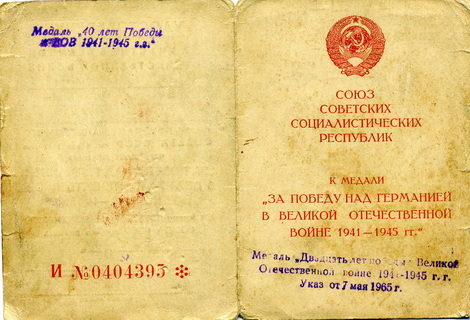 Медаль „40 лет Победы
в ВОВ 1941-1945 г.г."
И №0404395
СОЮЗ
СОВЕТСКИХ
СОЦИАЛИСТИЧЕСКИХ
РЕСПУБЛИК
К МЕДАЛИ
„ЗА ПОБЕДУ НАД ГЕРМАНИЕЙ
В ВЕЛИКОЙ ОТЕЧЕСТВЕННОЙ
ВОЙНЕ 1941—1945 гг."
Медаль „Двадцать лет победы Великой
Отечественной войне 1941-1945 г. г.
Указ от 7 мая 1965 г.